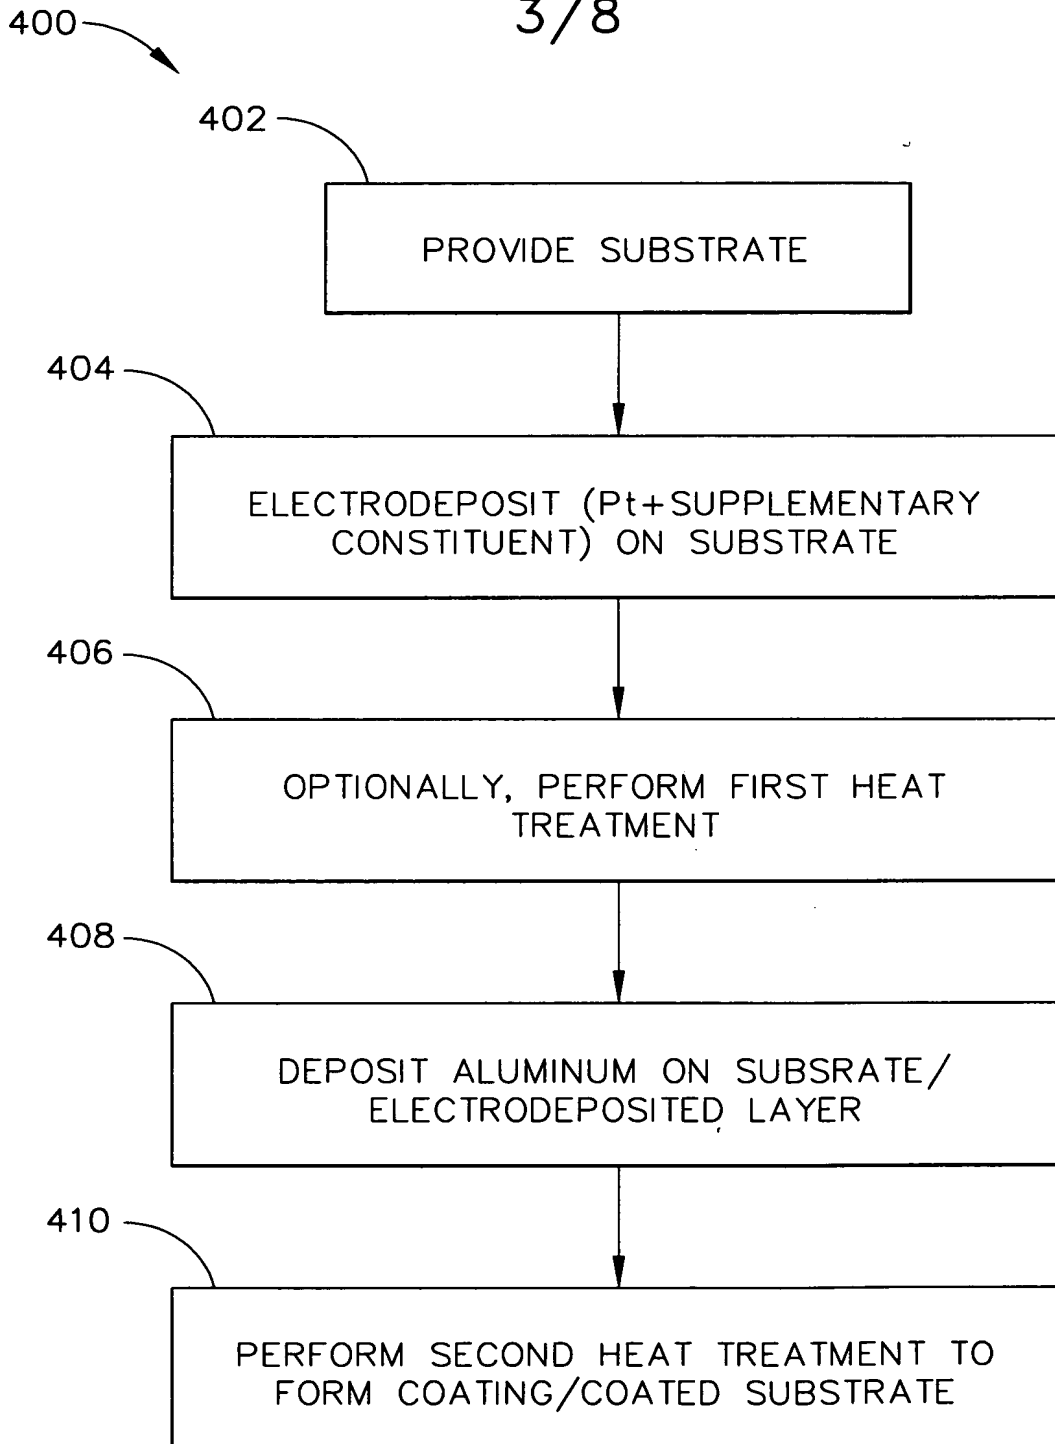 3/8
400
402
PROVIDE SUBSTRATE
404
ELECTRODEPOSIT (Pt+SUPPLEMENTARY
CONSTITUENT) ON SUBSTRATE
406
OPTIONALLY, PERFORM FIRST HEAT
TREATMENT
408
DEPOSIT ALUMINUM ON SUBSRATE/
ELECTRODEPOSITED LAYER
410
PERFORM SECOND HEAT TREATMENT TO
FORM COATING/COATED SUBSTRATE